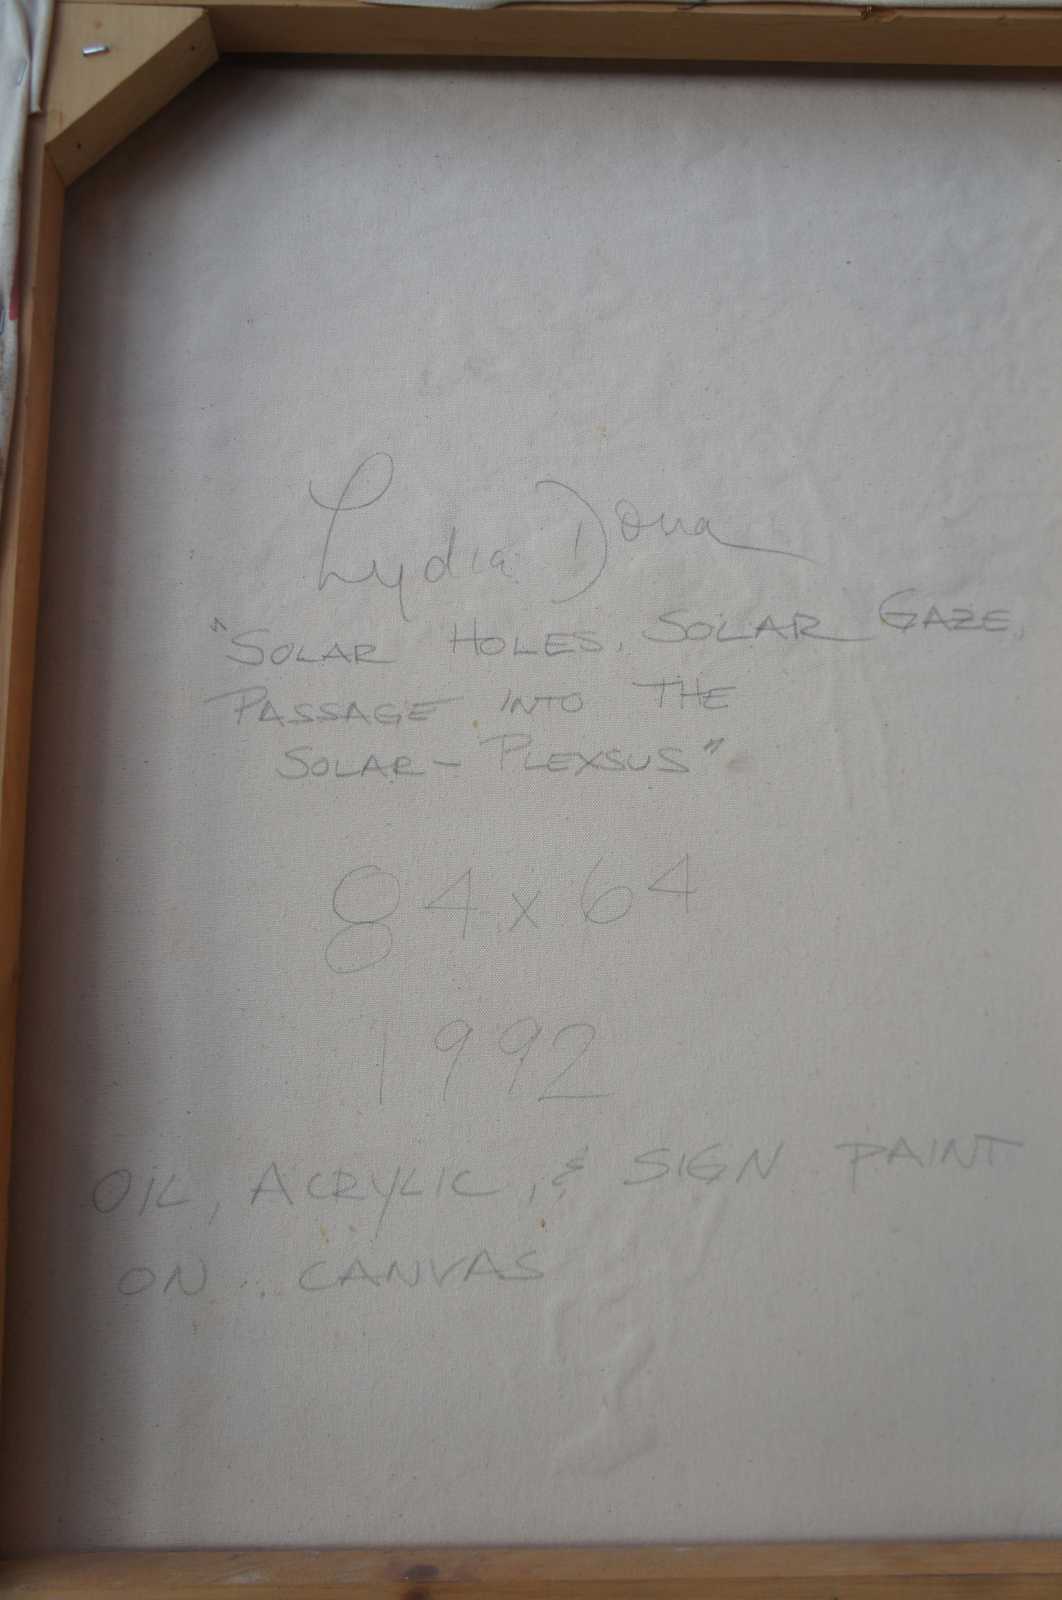 Lydia Dona
"SOLAR HOLES, SOLAR GAZE,
PASSAGE INTO THE
SOLAR - PLEXSUS"
84 x 64
1992
OIL, ACRYLIC, & SIGN PAINT
ON CANVAS